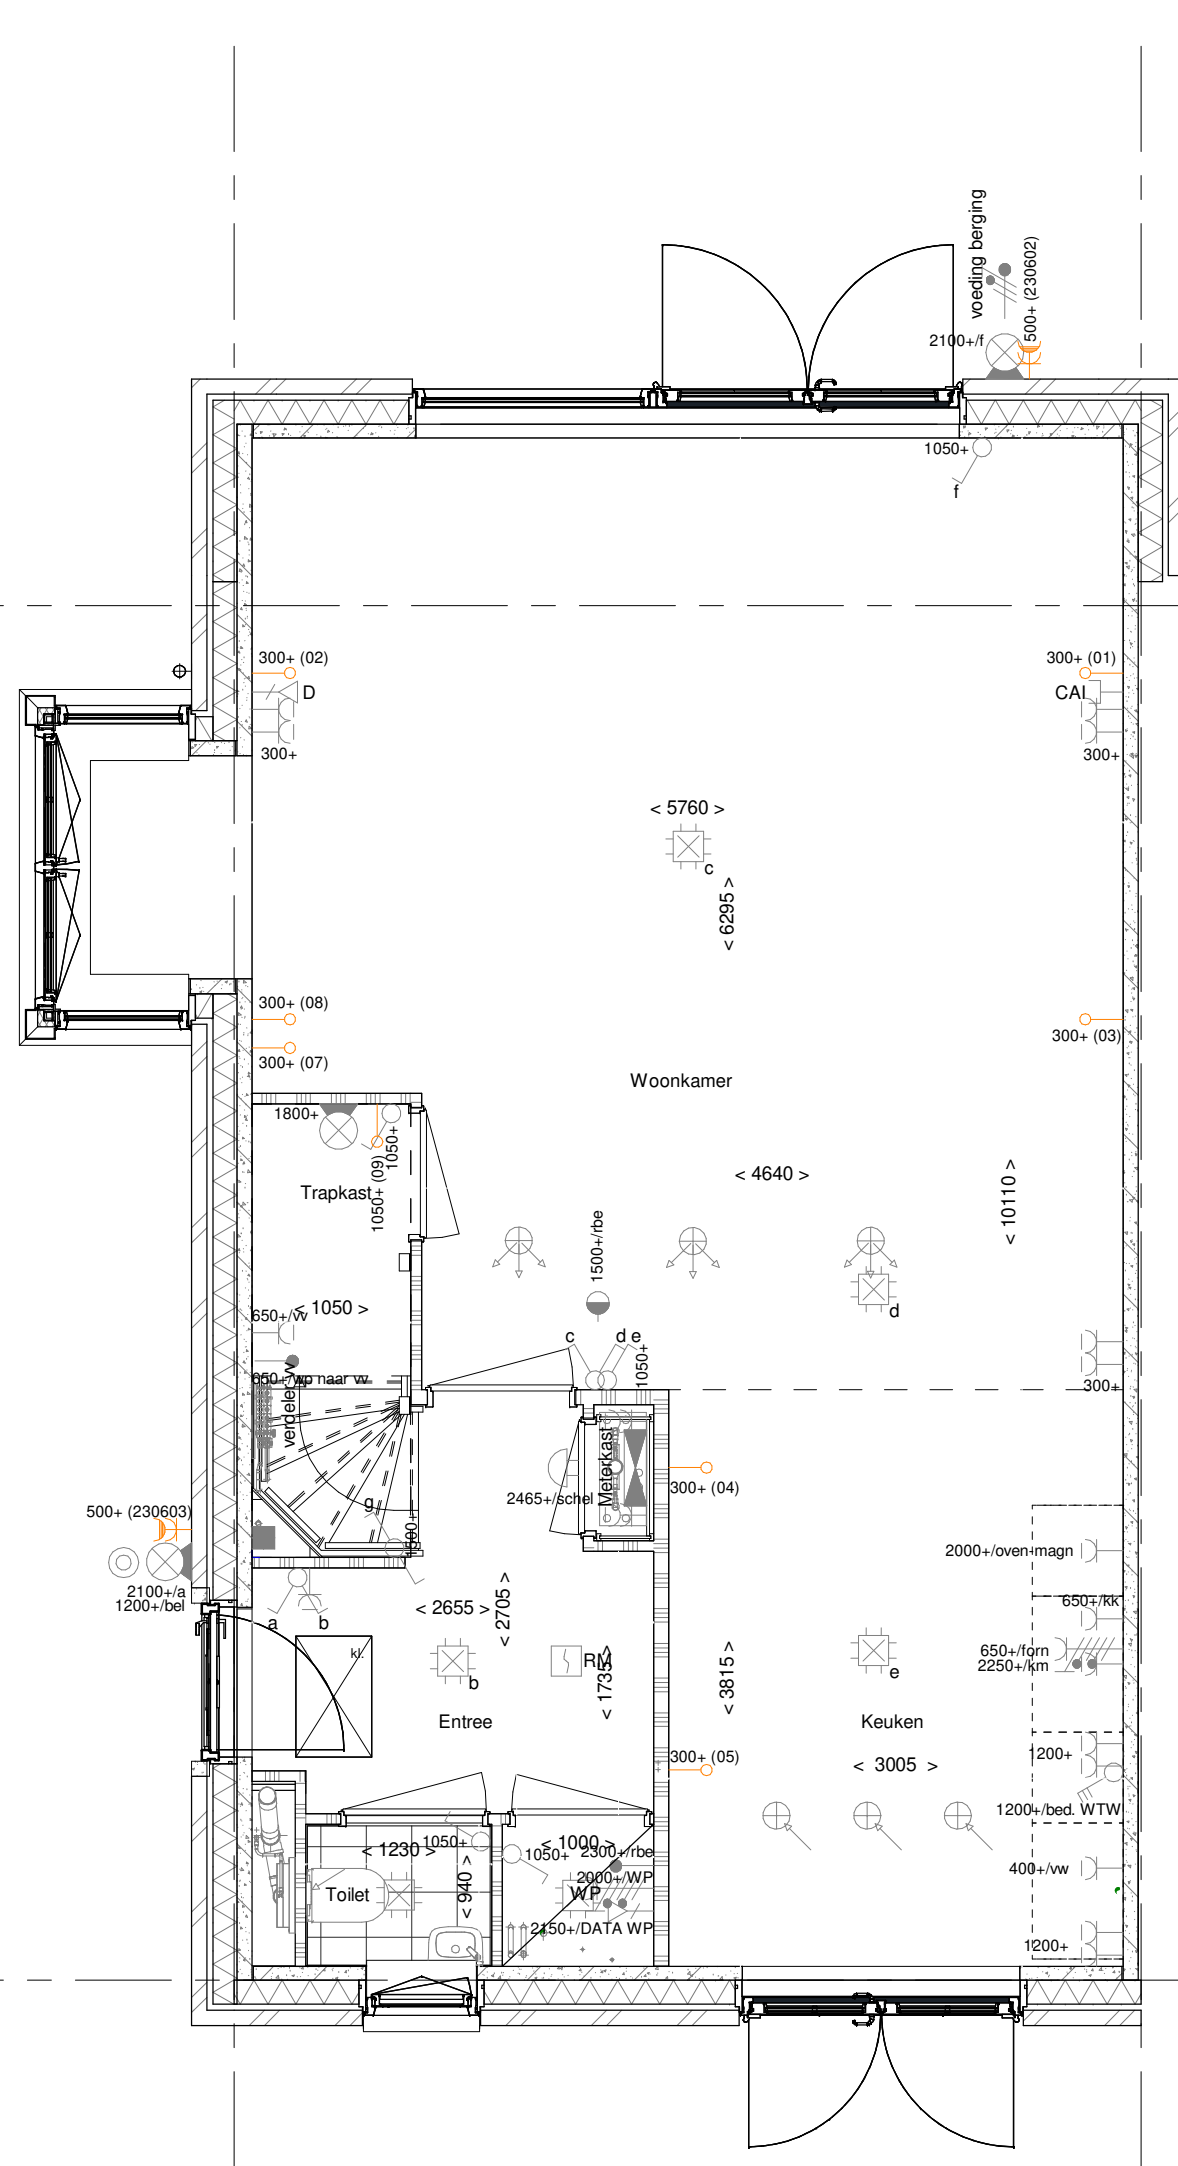 voeding berging
500+ (230602)
2100+/f
1050+
f
300+ (02)
D
300+
300+ (01)
CAI
300+
< 5760 >
c
< 6295 >
300+ (08)
300+ (07)
300+ (03)
Woonkamer
1800+
1050+
1050+ (09)
Trapkast
< 4640 >
< 10110 >
1500+/rbe
< 1050 >
650+/vv
d
c
d e
1050+
650+/wp naar vv
verdeler vv
300+
Meterkast
2465+/schel
300+ (04)
g
1500+
500+ (230603)
2100+/a
1200+/bel
a
b
< 2655 >
< 2705 >
kl.
b
RM
< 1735 >
Entree
2000+/oven-magn
650+/kk
650+/forn
2250+/km
e
< 3815 >
Keuken
300+ (05)
< 3005 >
1200+
1200+/bed. WTW
1050+
< 1230 >
< 940 >
Toilet
1050+
< 1000 >
2300+/rbe
2000+/WP
WP
2150+/DATA WP
400+/vw
1200+